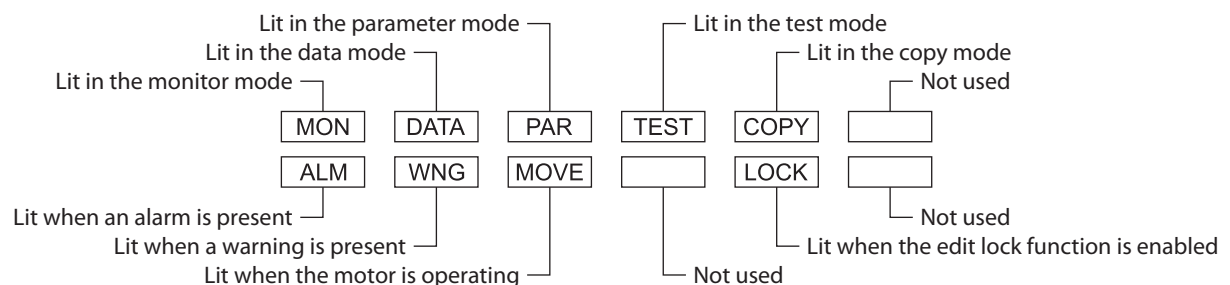 Lit in the parameter mode
Lit in the test mode
Lit in the data mode
Lit in the copy mode
Lit in the monitor mode
Not used
MON DATA PAR TEST COPY
ALM WNG MOVE LOCK
Lit when an alarm is present
Not used
Lit when a warning is present
Lit when the edit lock function is enabled
Lit when the motor is operating
Not used